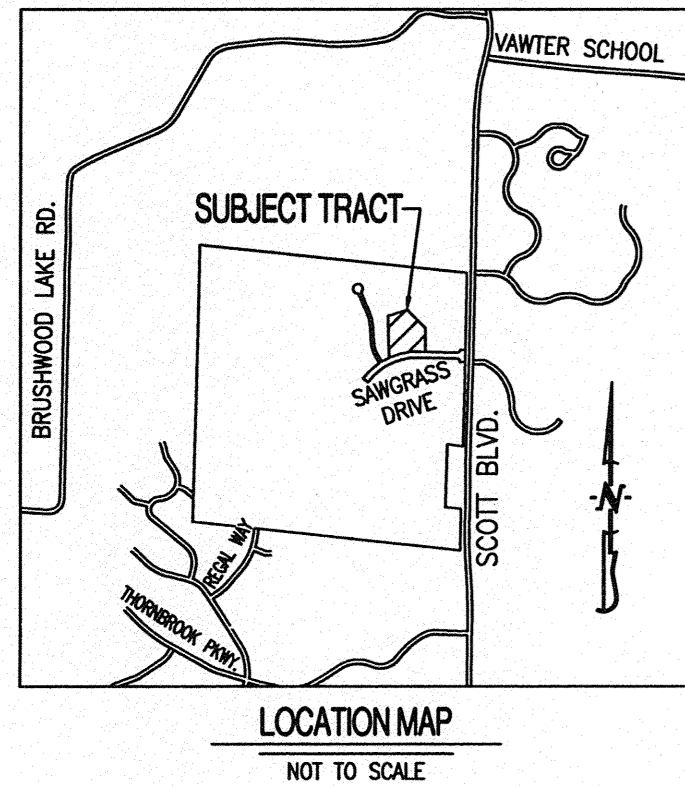 VAWTER SCHOOL
SUBJECT TRACT
BRUSHWOOD LAKE RD.
SAWGRASS
DRIVE
SCOTT BLVD.
N
REGAL WAY
THORNBROOK PKWY.
LOCATION MAP
NOT TO SCALE